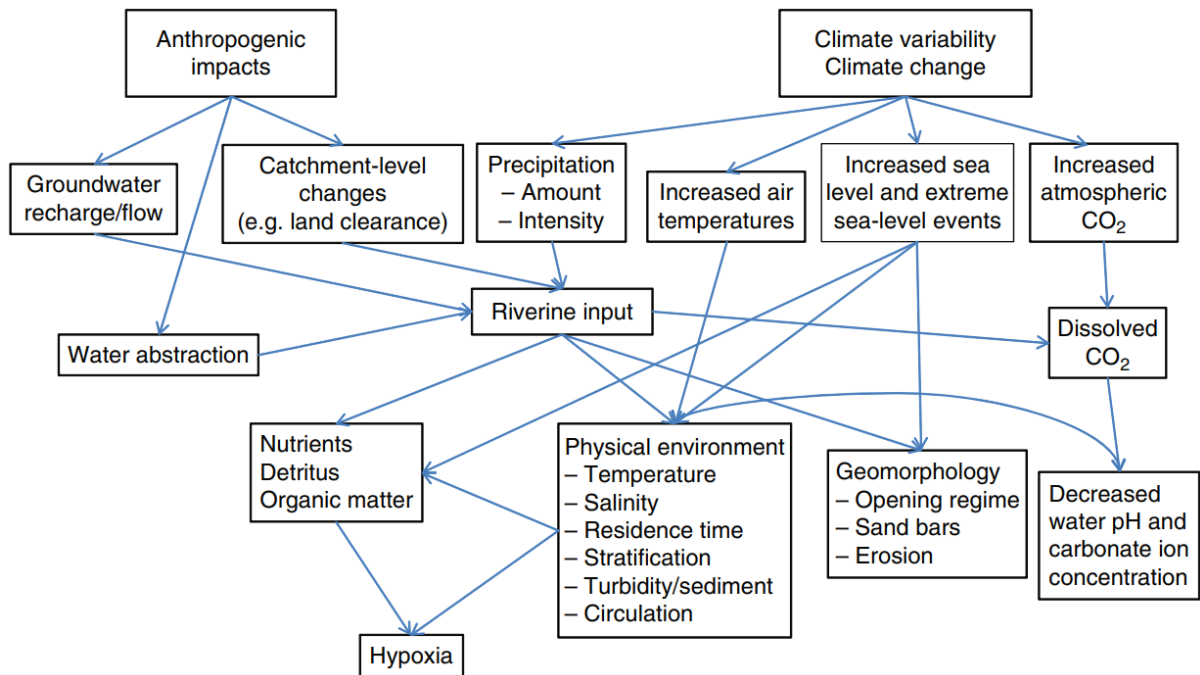 Anthropogenic
impacts
Climate variability
Climate change
Groundwater
recharge/flow
Catchment-level
changes
(e.g. land clearance)
Precipitation
– Amount
– Intensity
Increased air
temperatures
Increased sea
level and extreme
sea-level events
Increased
atmospheric
CO₂
Riverine input
Water abstraction
Dissolved
CO₂
Nutrients
Detritus
Organic matter
Physical environment
– Temperature
– Salinity
– Residence time
– Stratification
– Turbidity/sediment
– Circulation
Geomorphology
– Opening regime
– Sand bars
– Erosion
Decreased
water pH and
carbonate ion
concentration
Hypoxia